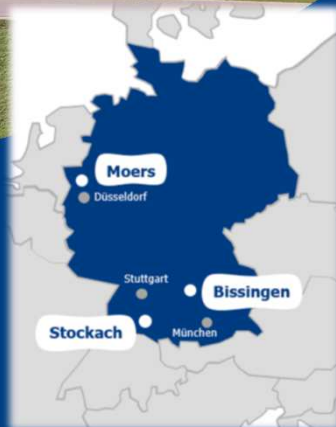 Moers
Düsseldorf
Stuttgart
Bissingen
Stockach
München